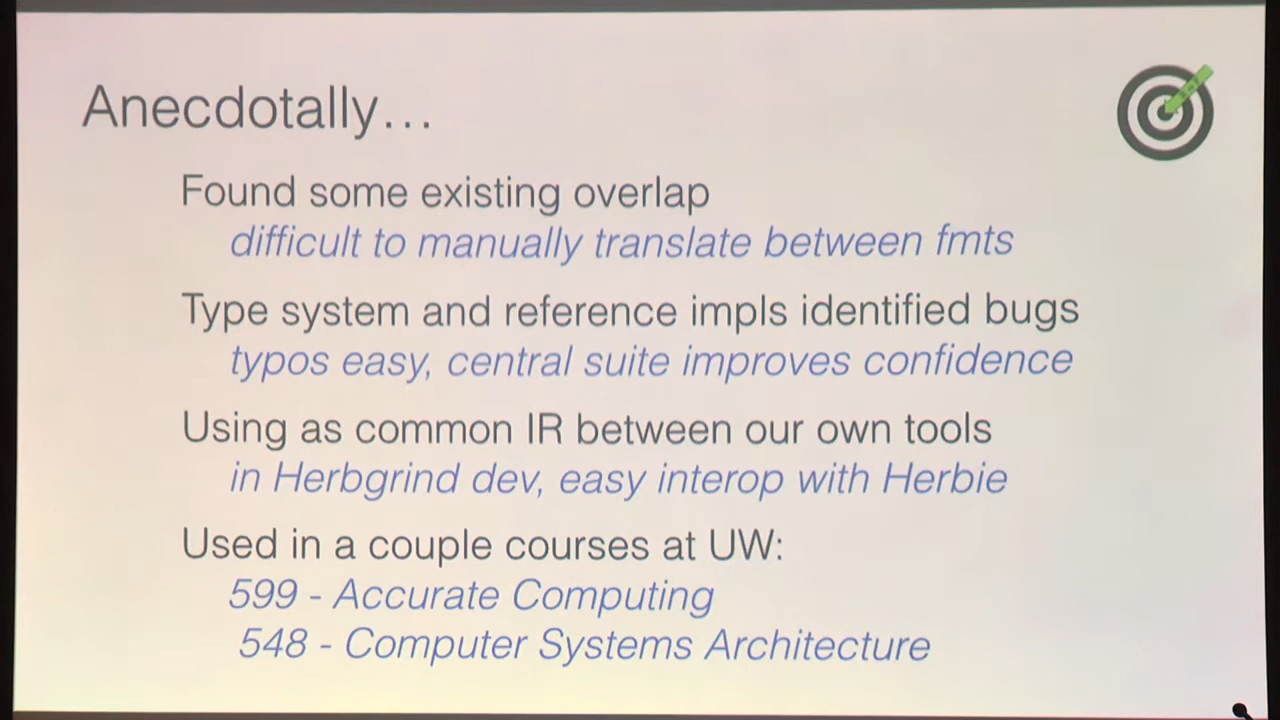 Anecdotally…
Found some existing overlap
difficult to manually translate between fmts
Type system and reference impls identified bugs
typos easy, central suite improves confidence
Using as common IR between our own tools
in Herbgrind dev, easy interop with Herbie
Used in a couple courses at UW:
599 - Accurate Computing
548 - Computer Systems Architecture